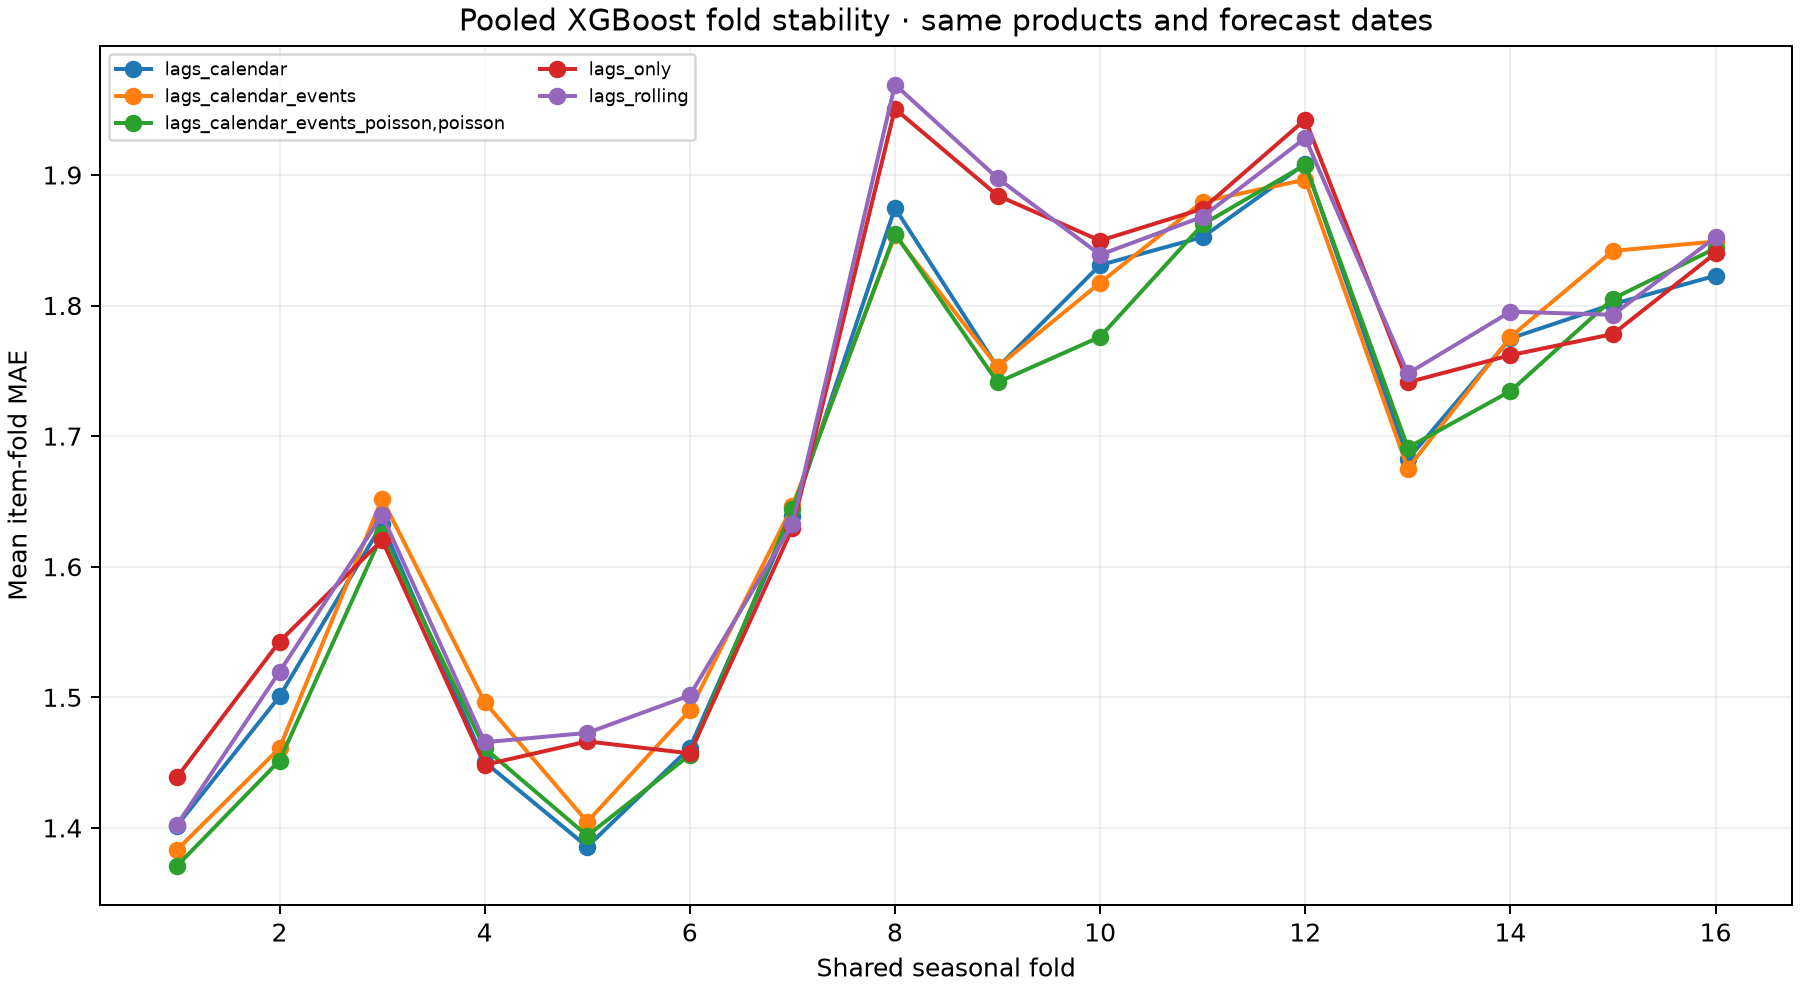 Pooled XGBoost fold stability · same products and forecast dates
lags_calendar
lags_calendar_events
lags_calendar_events_poisson,poisson
lags_only
lags_rolling
Mean item-fold MAE
1.9
1.8
1.7
1.6
1.5
1.4
2
4
6
8
10
12
14
16
Shared seasonal fold